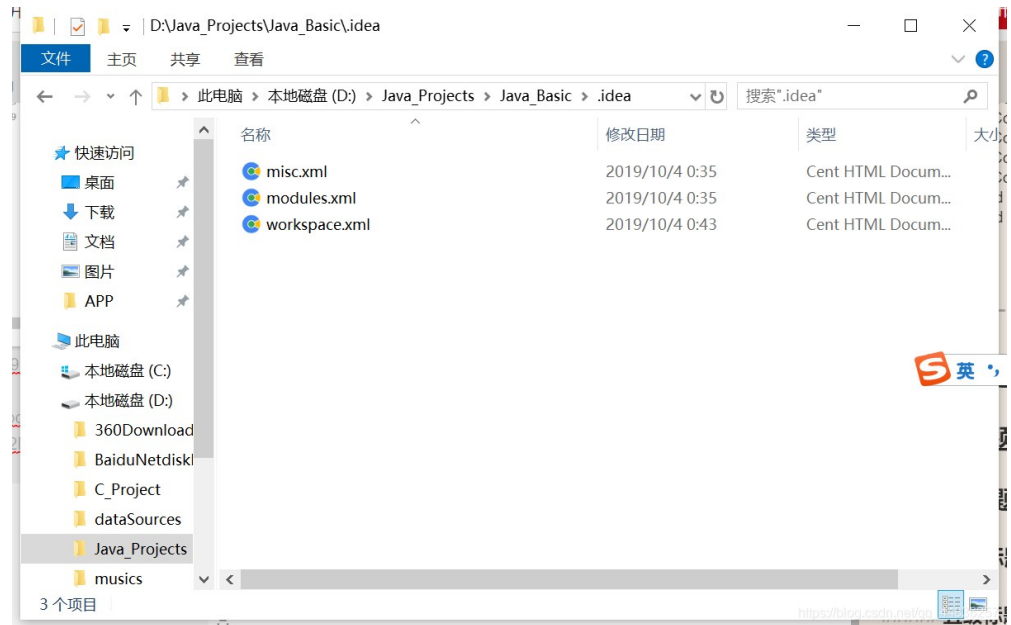 D:\Java_Projects\Java_Basic\.idea
文件 主页 共享 查看
此电脑 > 本地磁盘 (D:) > Java_Projects > Java_Basic > .idea
搜索".idea"
名称 修改日期 类型 大小
快速访问
misc.xml 2019/10/4 0:35 Cent HTML Docum...
桌面
modules.xml 2019/10/4 0:35 Cent HTML Docum...
下载
workspace.xml 2019/10/4 0:43 Cent HTML Docum...
文档
图片
APP
此电脑
本地磁盘 (C:)
英
本地磁盘 (D:)
360Download
BaiduNetdisk
C_Project
dataSources
Java_Projects
musics
3 个项目